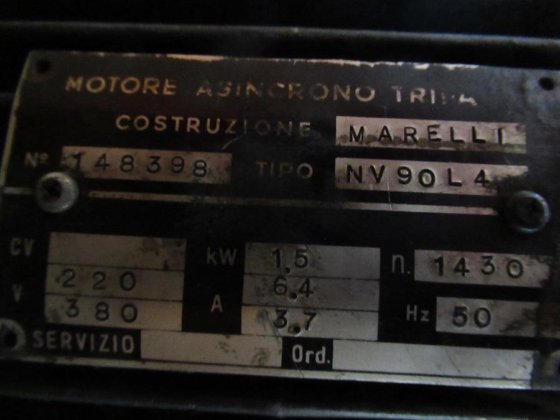 MOTORE ASINCRONO
COSTRUZIONE MARELLI
Nº 148398 TIPO NV90L4
CV kW 1.5 n. 1430
V 220 A 6.4 Hz 50
380 3.7
SERVIZIO Ord.